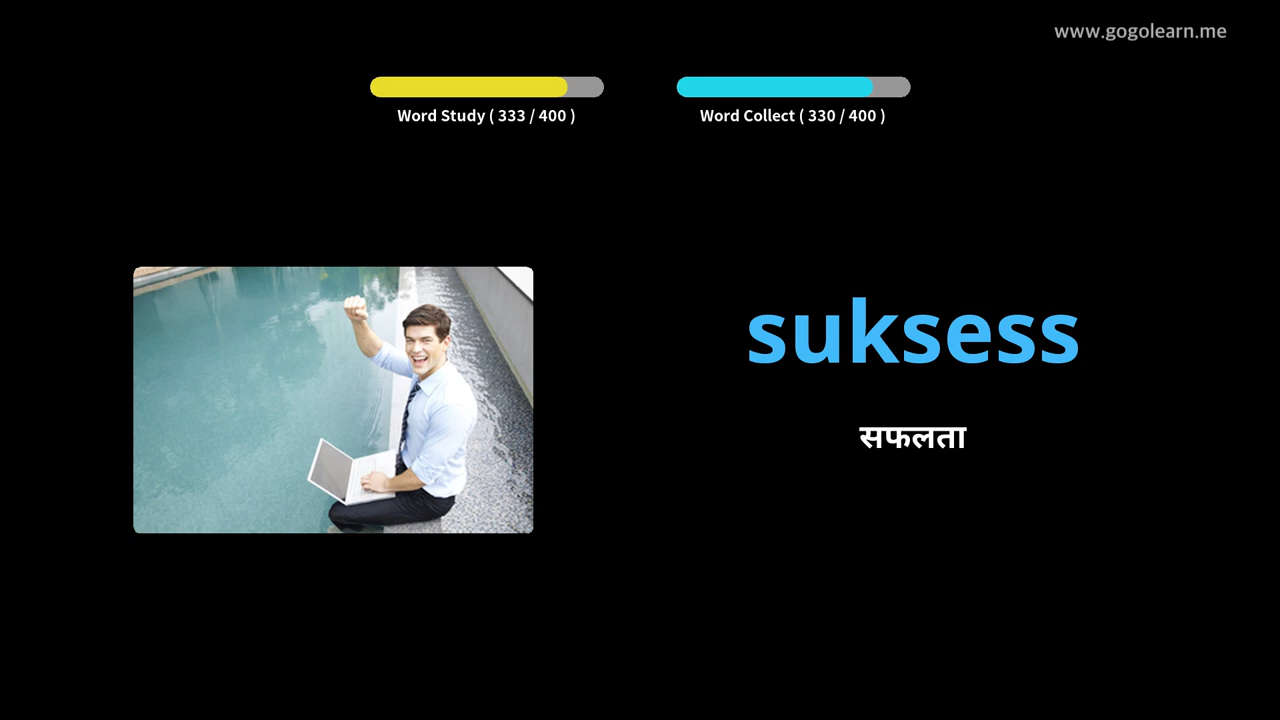 www.gogolearn.me
Word Study ( 333 / 400 )
Word Collect ( 330 / 400 )
suksess
सफलता